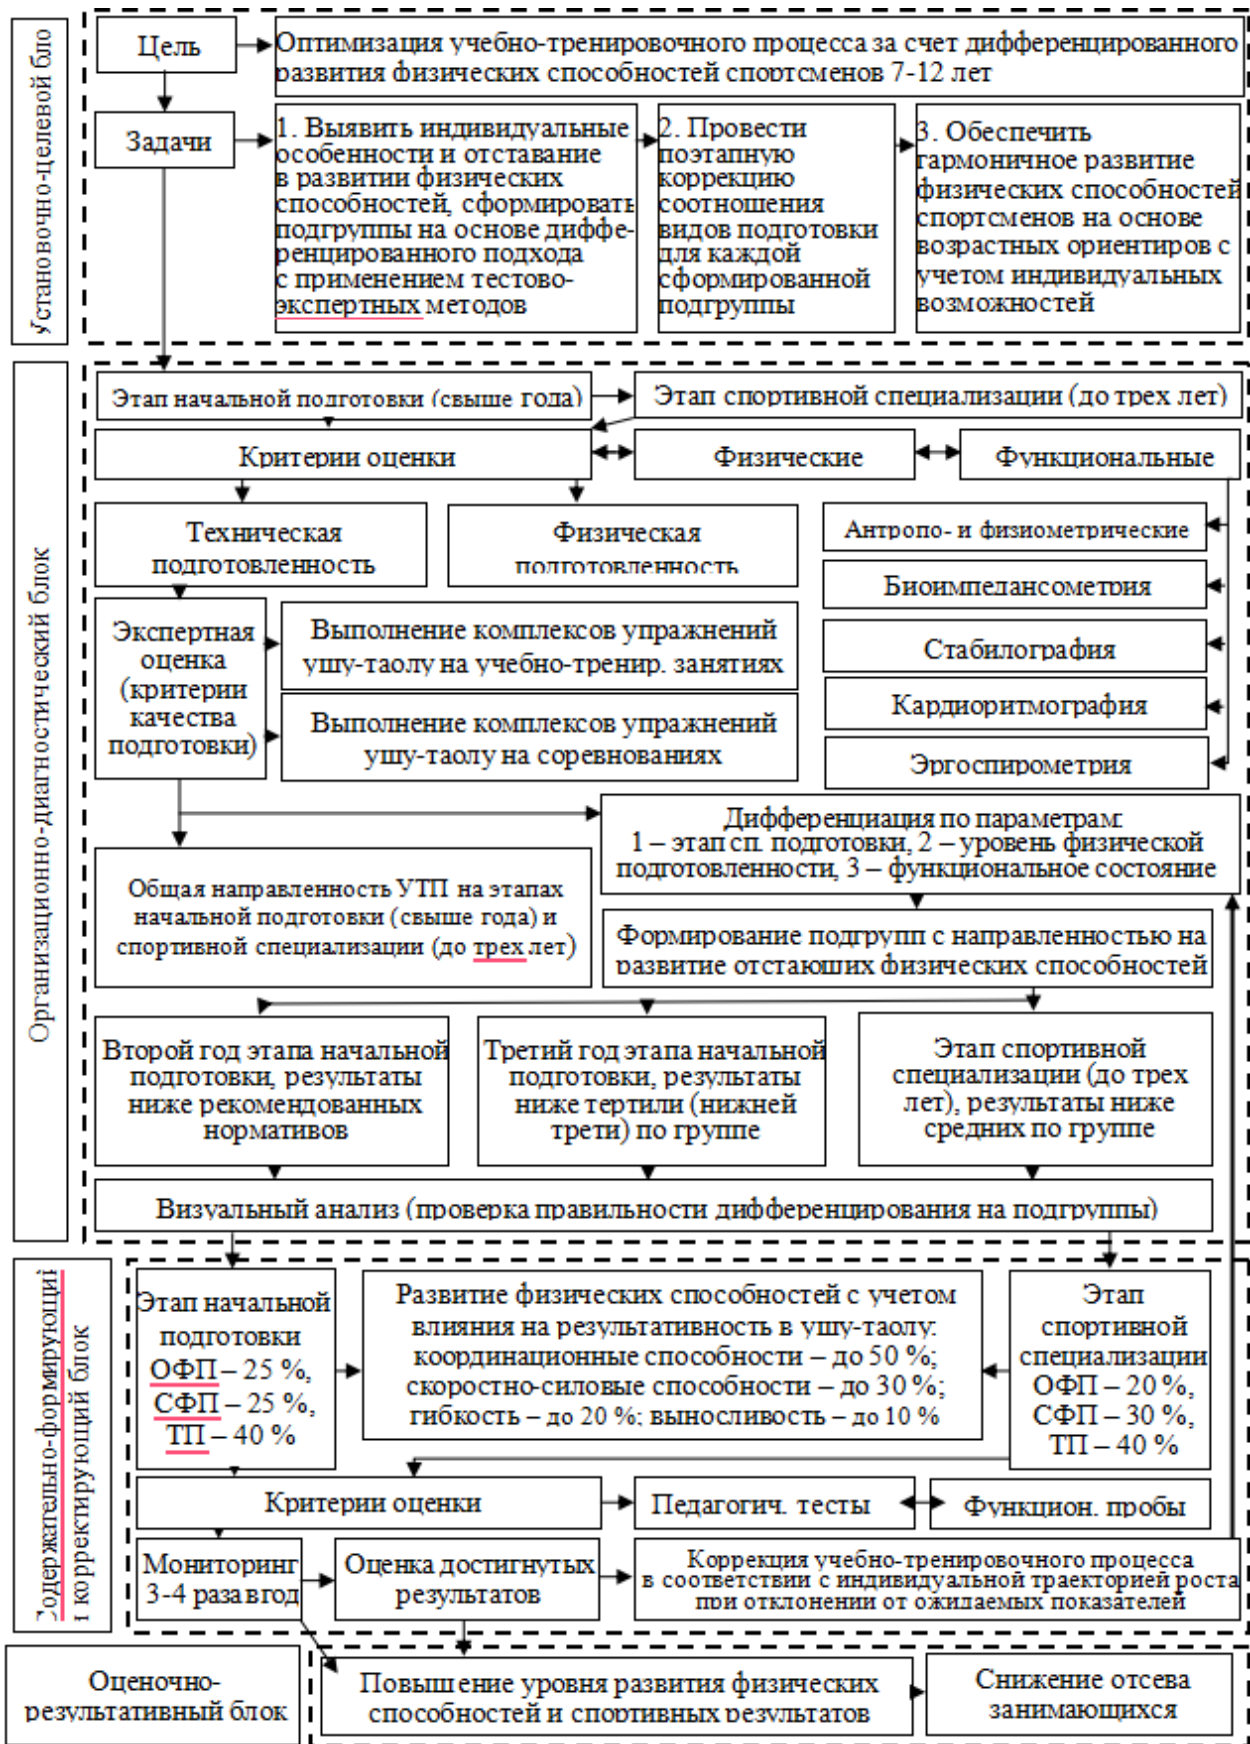 Установочно-целевой бло
Цель
Оптимизация учебно-тренировочного процесса за счет дифференцированного
развития физических способностей спортсменов 7-12 лет
Задачи
1. Выявить индивидуальные
особенности и отставание
в развитии физических
способностей, сформировать
подгруппы на основе диффе-
ренцированного подхода
с применением тестово-
экспертных методов
2. Провести
поэтапную
коррекцию
соотношения
видов подготовки
для каждой
сформированной
подгруппы
3. Обеспечить
гармоничное развитие
физических способностей
спортсменов на основе
возрастных ориентиров с
учетом индивидуальных
возможностей
Организационно-диагностический блок
Этап начальной подготовки (свыше года)
Этап спортивной специализации (до трех лет)
Критерии оценки
Физические
Функциональные
Техническая
подготовленность
Физическая
подготовленность
Антропо- и физиометрические
Биоимпедансометрия
Стабилография
Кардиоритмография
Эргоспирометрия
Экспертная
оценка
(критерии
качества
подготовки)
Выполнение комплексов упражнений
ушу-таолу на учебно-тренир. занятиях
Выполнение комплексов упражнений
ушу-таолу на соревнованиях
Дифференциация по параметрам:
1 – этап сп. подготовки, 2 – уровень физической
подготовленности, 3 – функциональное состояние
Общая направленность УТП на этапах
начальной подготовки (свыше года) и
спортивной специализации (до трех лет)
Формирование подгрупп с направленностью на
развитие отстающих физических способностей
Второй год этапа начальной
подготовки, результаты
ниже рекомендованных
нормативов
Третий год этапа начальной
подготовки, результаты
ниже тертили (нижней
трети) по группе
Этап спортивной
специализации (до трех
лет), результаты ниже
средних по группе
Визуальный анализ (проверка правильности дифференцирования на подгруппы)
Содержательно-формирующий
и корректирующий блок
Этап начальной
подготовки
ОФП – 25 %,
СФП – 25 %,
ТП – 40 %
Развитие физических способностей с учетом
влияния на результативность в ушу-таолу:
координационные способности – до 50 %;
скоростно-силовые способности – до 30 %;
гибкость – до 20 %; выносливость – до 10 %
Этап
спортивной
специализации
ОФП – 20 %,
СФП – 30 %,
ТП – 40 %
Критерии оценки
Педагогич. тесты
Функцион. пробы
Мониторинг
3-4 раза в год
Оценка достигнутых
результатов
Коррекция учебно-тренировочного процесса
в соответствии с индивидуальной траекторией роста
при отклонении от ожидаемых показателей
Оценочно-
результативный блок
Повышение уровня развития физических
способностей и спортивных результатов
Снижение отсева
занимающихся